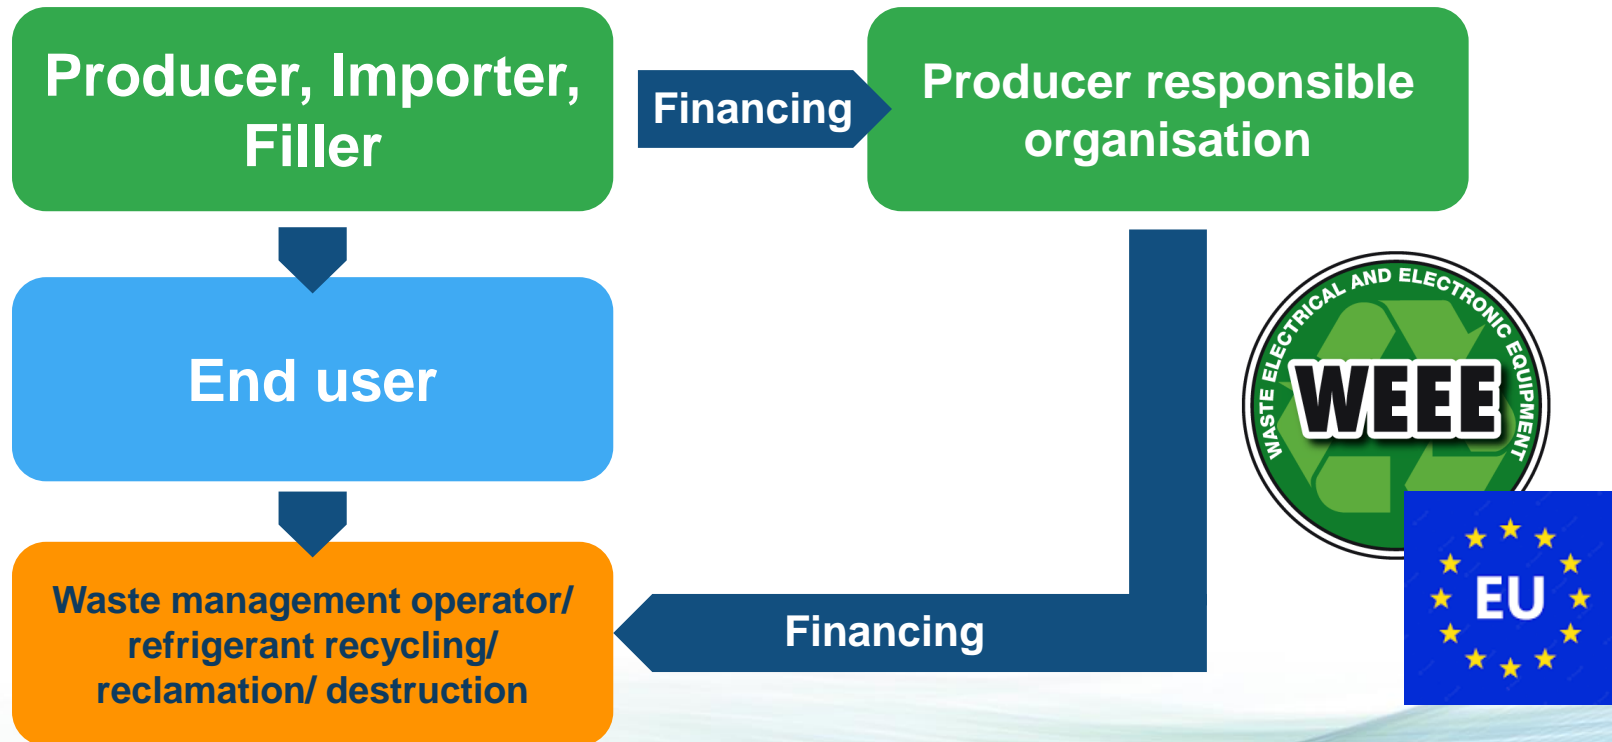 Producer, Importer,
Filler
Financing
Producer responsible
organisation
End user
WASTE ELECTRICAL AND ELECTRONIC EQUIPMENT
WEEE
EU
Waste management operator/
refrigerant recycling/
reclamation/ destruction
Financing